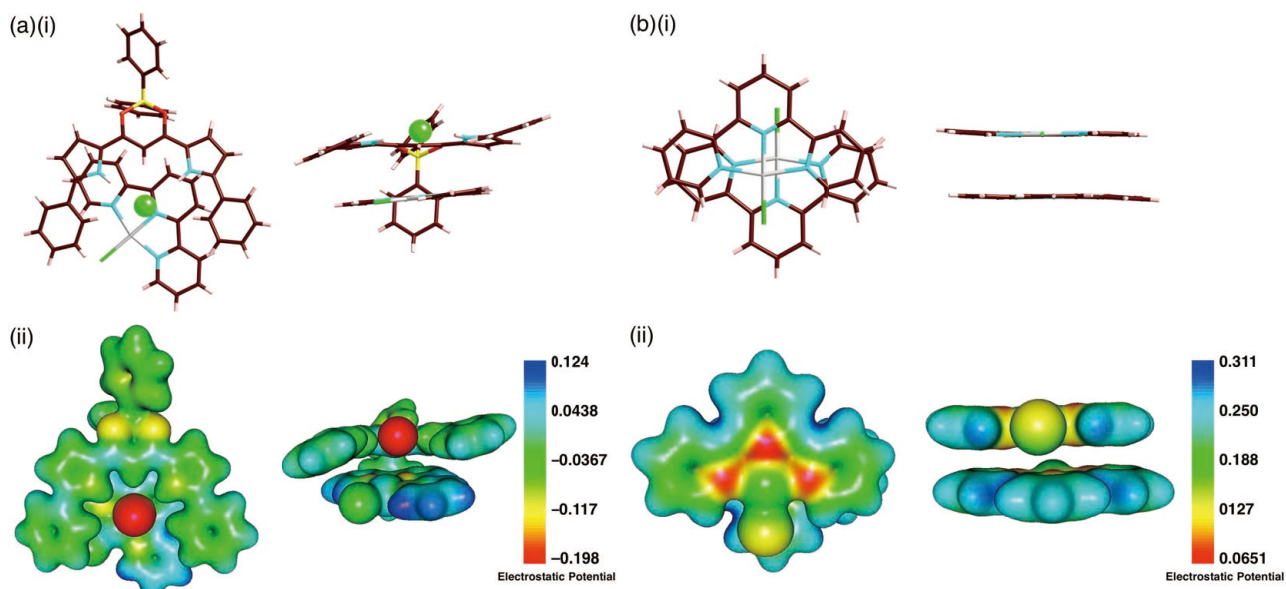 (a)(i)
(b)(i)
(ii)
0.124
0.0438
−0.0367
−0.117
−0.198
Electrostatic Potential
(ii)
0.311
0.250
0.188
0127
0.0651
Electrostatic Potential